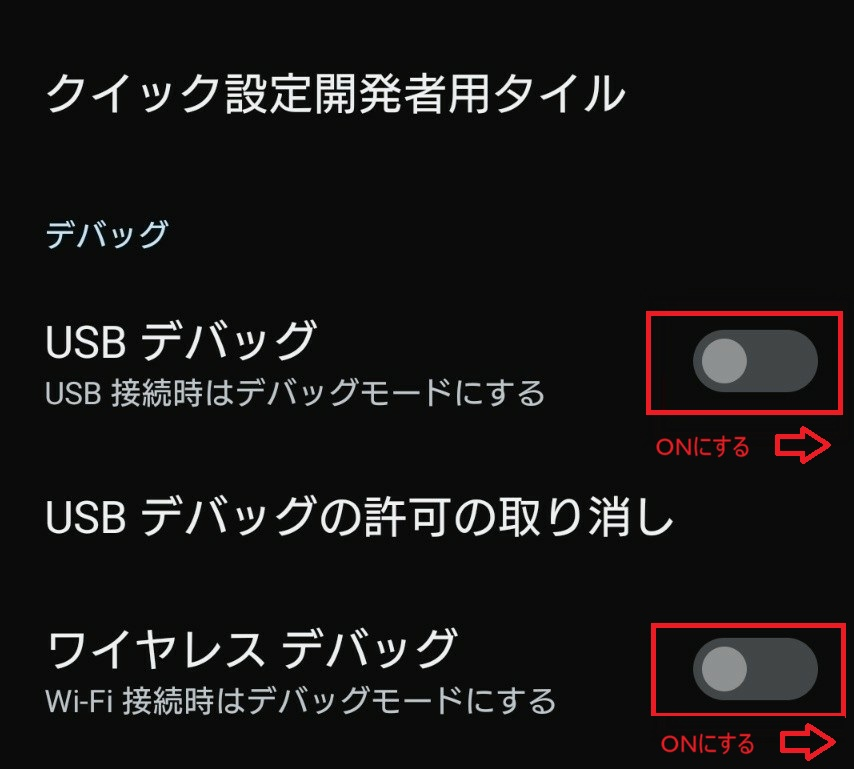 クイック設定開発者用タイル
デバッグ
USB デバッグ
USB 接続時はデバッグモードにする
ONにする
USB デバッグの許可の取り消し
ワイヤレス デバッグ
Wi-Fi 接続時はデバッグモードにする
ONにする